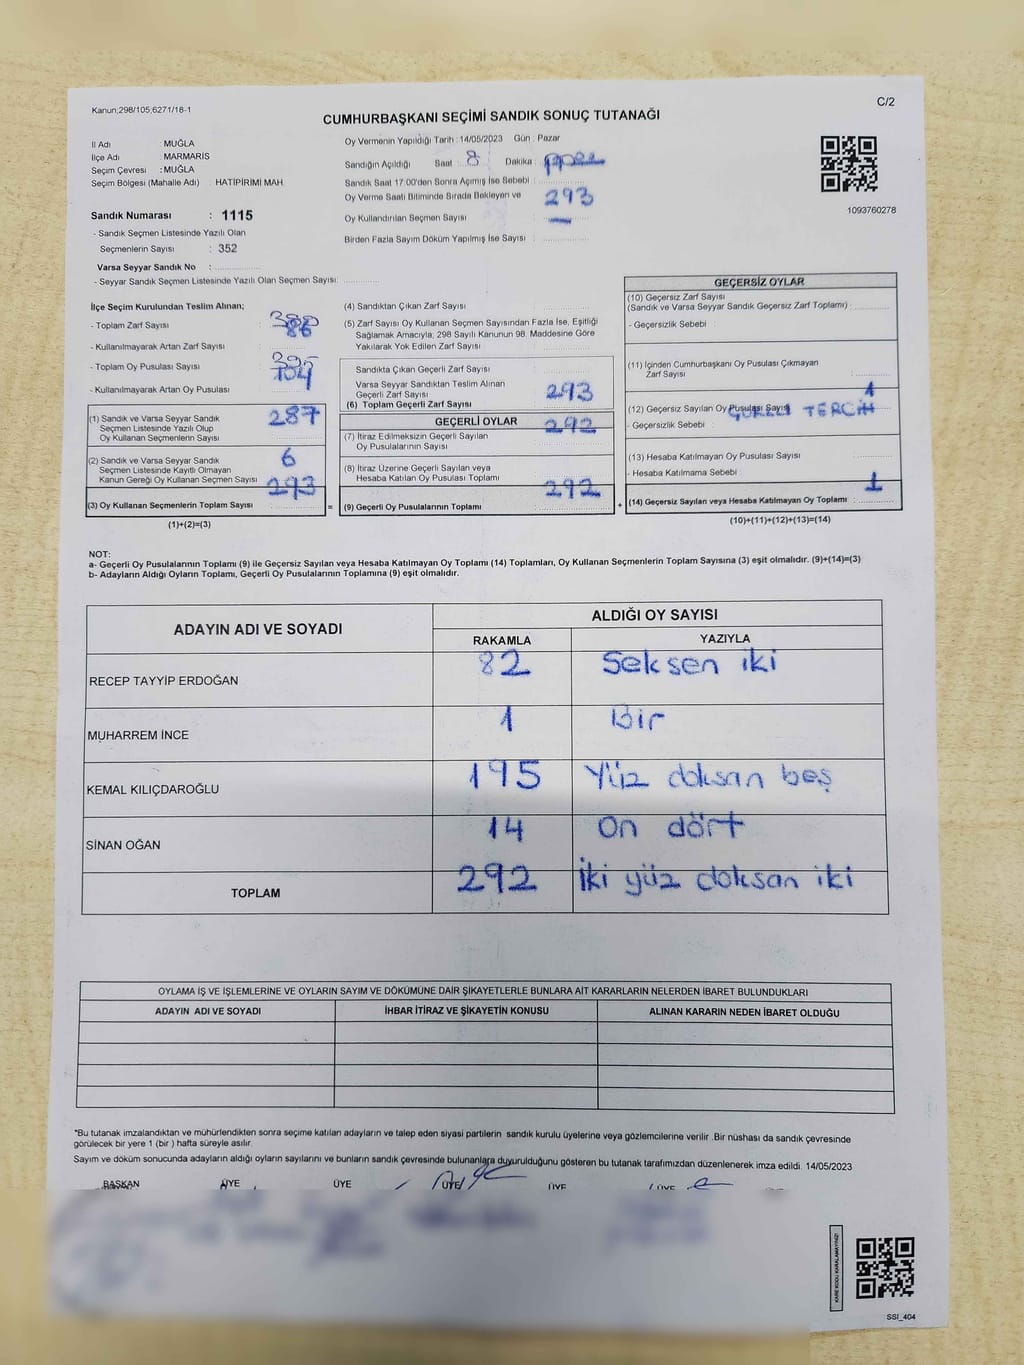 Kanun;298/105;6271/16-1
C/2
CUMHURBAŞKANI SEÇİMİ SANDIK SONUÇ TUTANAĞI
İl Adı : MUĞLA
İlçe Adı : MARMARİS
Seçim Çevresi : MUĞLA
Seçim Bölgesi (Mahalle Adı) : HATİPİRİMİ MAH
Sandık Numarası : 1115
- Sandık Seçmen Listesinde Yazılı Olan
Seçmenlerin Sayısı : 352
Varsa Seyyar Sandık No :
- Seyyar Sandık Seçmen Listesinde Yazılı Olan Seçmen Sayısı:
Oy Vermenin Yapıldığı Tarih : 14/05/2023 Gün : Pazar
Sandığın Açıldığı Saat : 8 Dakika :
Sandık Saat 17:00'den Sonra Açımış İse Sebebi :
Oy Verme Saati Bitiminde Sırada Bekleyen ve 293
Oy Kullandırılan Seçmen Sayısı :
Birden Fazla Sayım Döküm Yapılmış İse Sayısı :
1093760278
İlçe Seçim Kurulundan Teslim Alınan;
- Toplam Zarf Sayısı :
- Kullanılmayarak Artan Zarf Sayısı : 86
- Toplam Oy Pusulası Sayısı :
- Kullanılmayarak Artan Oy Pusulası : 104
(1) Sandık ve Varsa Seyyar Sandık 287
Seçmen Listesinde Yazılı Olup
Oy Kullanan Seçmenlerin Sayısı :
(2) Varsa Seyyar Sandık 6
Seçmen Listesinde Kayıtlı Olmayan
Kanun Gereği Oy Kullanan Seçmen Sayısı : 293
(3) Oy Kullanan Seçmenlerin Toplam Sayısı :
(1)+(2)=(3)
=
(4) Sandıktan Çıkan Zarf Sayısı :
(5) Zarf Sayısı Oy Kullanan Seçmen Sayısından Fazla İse, Eşitliği
Sağlamak Amacıyla, 298 Sayılı Kanunun 98. Maddesine Göre
Yakılarak Yok Edilen Zarf Sayısı :
Sandıkta Çıkan Geçerli Zarf Sayısı :
Varsa Seyyar Sandıktan Teslim Alınan
Geçerli Zarf Sayısı : 293
(6) Toplam Geçerli Zarf Sayısı :
GEÇERLİ OYLAR 292
(7) İtiraz Edilmeksizin Geçerli Sayılan
Oy Pusulalarının Sayısı :
(8) İtiraz Üzerine Geçerli Sayılan veya
Hesaba Katılan Oy Pusulası Toplamı : 292
(9) Geçerli Oy Pusulalarının Toplamı :
+
GEÇERSİZ OYLAR
(10) Geçersiz Zarf Sayısı
(Sandık ve Varsa Seyyar Sandık Geçersiz Zarf Toplamı) :
- Geçersizlik Sebebi :
(11) İçinden Cumhurbaşkanı Oy Pusulası Çıkmayan
Zarf Sayısı :
1
(12) Geçersiz Sayılan Oy Pusulası Sayısı TERCİH
- Geçersizlik Sebebi :
(13) Hesaba Katılmayan Oy Pusulası Sayısı :
- Hesaba Katılmama Sebebi :
1
(14) Geçersiz Sayılan veya Hesaba Katılmayan Oy Toplamı :
(10)+(11)+(12)+(13)=(14)
NOT:
a- Geçerli Oy Pusulalarının Toplamı (9) ile Geçersiz Sayılan veya Hesaba Katılmayan Oy Toplamı (14) Toplamları, Oy Kullanan Seçmenlerin Toplam Sayısına (3) eşit olmalıdır. (9)+(14)=(3)
b- Adayların Aldığı Oyların Toplamı, Geçerli Oy Pusulalarının Toplamına (9) eşit olmalıdır.
ADAYIN ADI VE SOYADI
ALDIĞI OY SAYISI
RAKAMLA YAZIYLA
RECEP TAYYİP ERDOĞAN 82 Seksen iki
MUHARREM İNCE 1 Bir
KEMAL KILIÇDAROĞLU 195 Yüz doksan beş
SİNAN OĞAN 14 On dört
TOPLAM 292 İki yüz doksan iki
OYLAMA İŞ VE İŞLEMLERİNE VE OYLARIN SAYIM VE DÖKÜMÜNE DAİR ŞİKAYETLERLE BUNLARA AİT KARARLARIN NELERDEN İBARET BULUNDUKLARI
ADAYIN ADI VE SOYADI İHBAR İTİRAZ VE ŞİKAYETİN KONUSU ALINAN KARARIN NEDEN İBARET OLDUĞU
*Bu tutanak imzalandıktan ve mühürlendikten sonra seçime katılan adayların ve talep eden siyasi partilerin sandık kurulu üyelerine veya gözlemcilerine verilir .Bir nüshası da sandık çevresinde
görülecek bir yere 1 (bir ) hafta süreyle asılır.
Sayım ve döküm sonucunda adayların aldığı oyların sayılarını ve bunların sandık çevresinde bulunanlara duyurulduğunu gösteren bu tutanak tarafımızdan düzenlenerek imza edildi. 14/05/2023
BAŞKAN ÜYE ÜYE ÜYE ÜYE ÜYE
KARE KODU KARALAMAYINIZ!
SSI_404